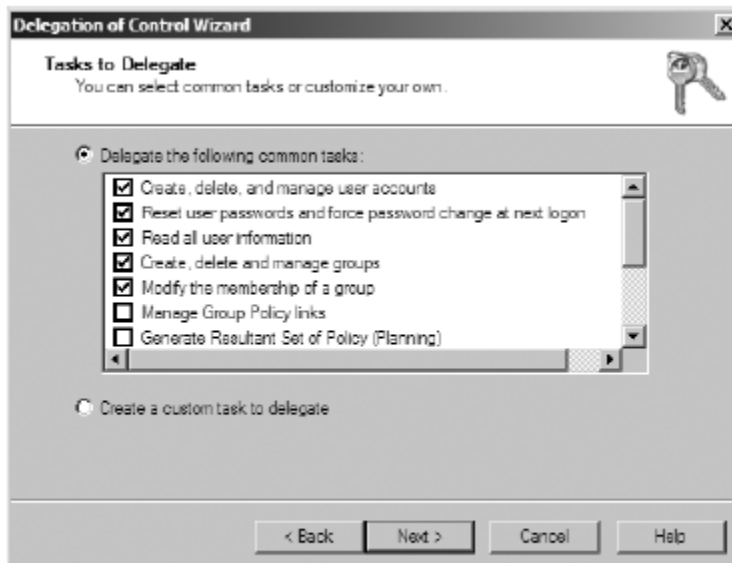 Delegation of Control Wizard
Tasks to Delegate
You can select common tasks or customize your own.
Delegate the following common tasks:
Create, delete, and manage user accounts
Reset user passwords and force password change at next logon
Read all user information
Create, delete and manage groups
Modify the membership of a group
Manage Group Policy links
Generate Resultant Set of Policy (Planning)
Create a custom task to delegate
< Back Next > Cancel Help